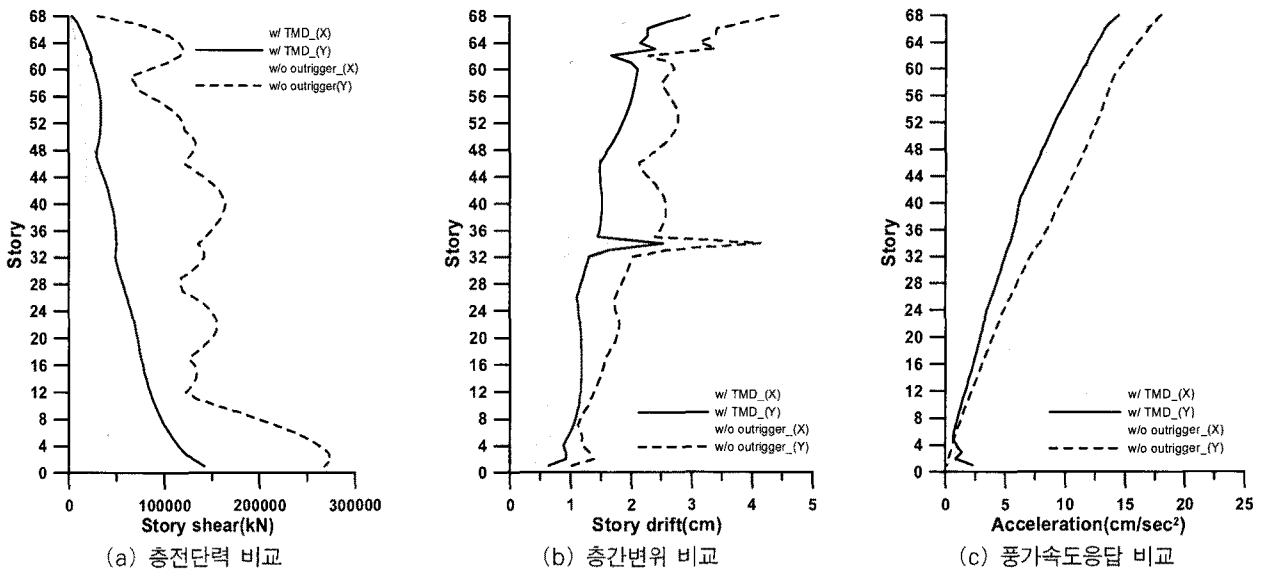 68
64
60
56
52
48
44
40
36
32
28
24
20
16
12
8
4
0
Story
0 100000 200000 300000
Story shear(kN)
w/ TMD_(X)
w/ TMD_(Y)
w/o outrigger_(X)
w/o outrigger(Y)
(a) 층전단력 비교
68
64
60
56
52
48
44
40
36
32
28
24
20
16
12
8
4
0
Story
0 1 2 3 4 5
Story drift(cm)
w/ TMD_(X)
w/ TMD_(Y)
w/o outrigger_(X)
w/o outrigger_(Y)
(b) 층간변위 비교
68
64
60
56
52
48
44
40
36
32
28
24
20
16
12
8
4
0
Story
0 5 10 15 20 25
Acceleration(cm/sec²)
w/ TMD_(X)
w/ TMD_(Y)
w/o outrigger_(X)
w/o outrigger_(Y)
(c) 풍가속도응답 비교